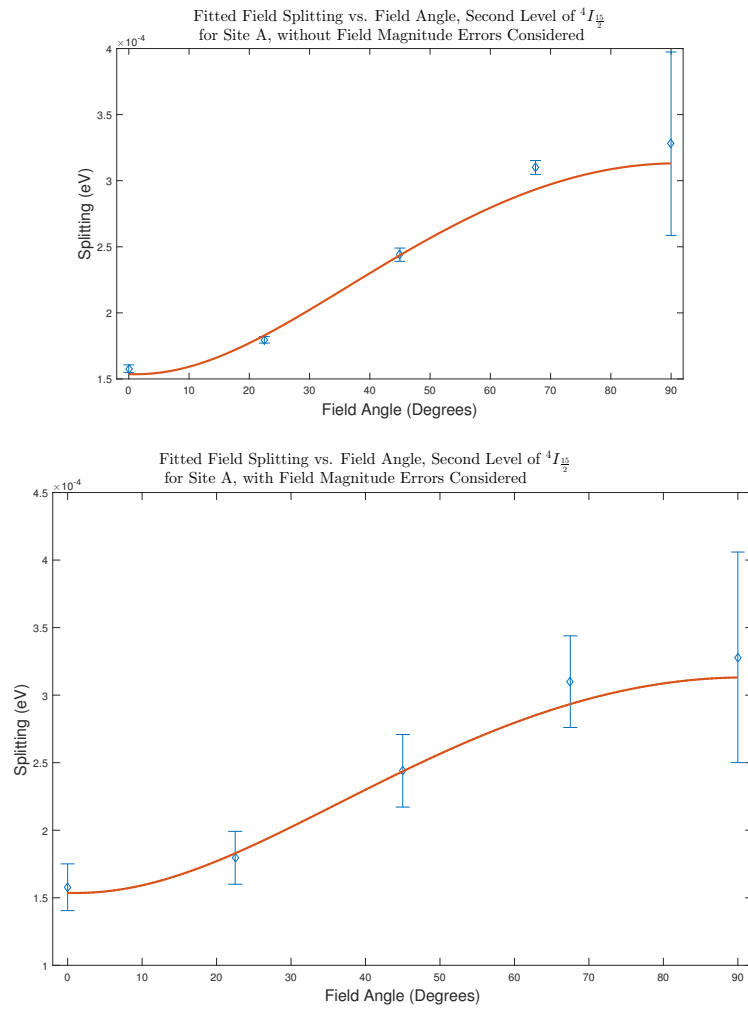 Fitted Field Splitting vs. Field Angle, Second Level of ⁴I₁₅⁄₂
for Site A, without Field Magnitude Errors Considered
×10⁻⁴
4
3.5
3
2.5
2
1.5
Splitting (eV)
0 10 20 30 40 50 60 70 80 90
Field Angle (Degrees)
Fitted Field Splitting vs. Field Angle, Second Level of ⁴I₁₅⁄₂
for Site A, with Field Magnitude Errors Considered
×10⁻⁴
4.5
4
3.5
3
2.5
2
1.5
1
Splitting (eV)
0 10 20 30 40 50 60 70 80 90
Field Angle (Degrees)